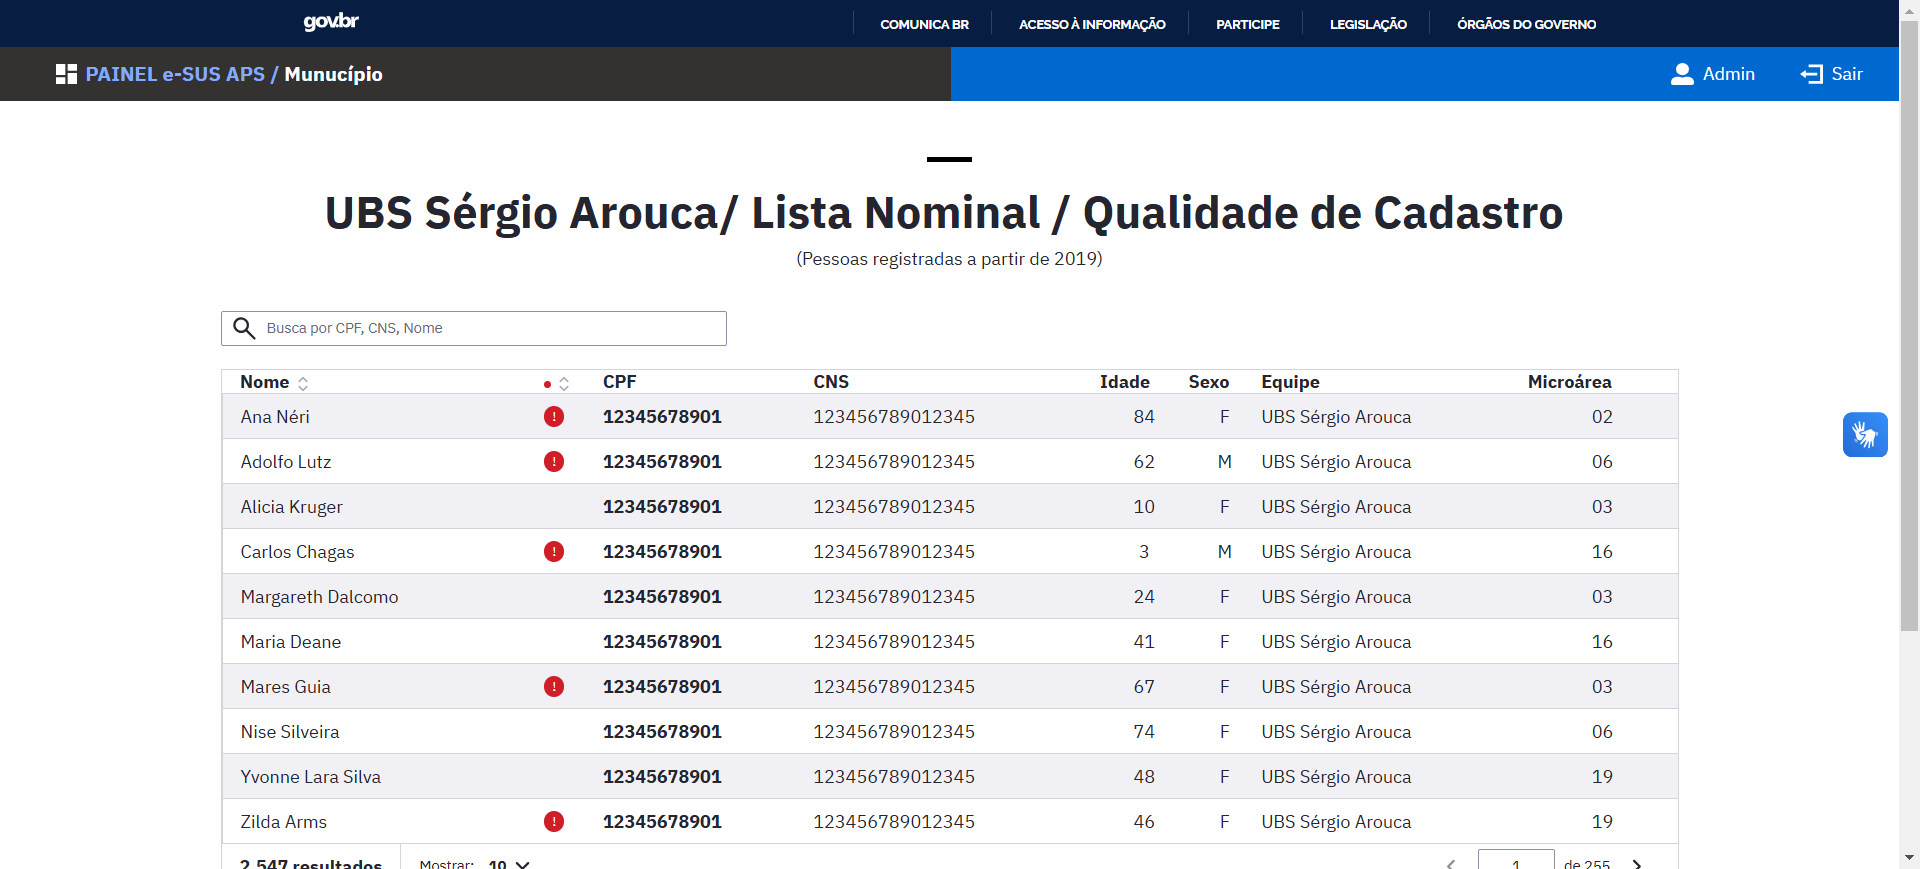 gov.br COMUNICA BR ACESSO À INFORMAÇÃO PARTICIPE LEGISLAÇÃO ÓRGÃOS DO GOVERNO
PAINEL e-SUS APS / Munucípio Admin Sair
UBS Sérgio Arouca/ Lista Nominal / Qualidade de Cadastro
(Pessoas registradas a partir de 2019)
Busca por CPF, CNS, Nome
Nome CPF CNS Idade Sexo Equipe Microárea
Ana Néri 12345678901 123456789012345 84 F UBS Sérgio Arouca 02
Adolfo Lutz 12345678901 123456789012345 62 M UBS Sérgio Arouca 06
Alicia Kruger 12345678901 123456789012345 10 F UBS Sérgio Arouca 03
Carlos Chagas 12345678901 123456789012345 3 M UBS Sérgio Arouca 16
Margareth Dalcomo 12345678901 123456789012345 24 F UBS Sérgio Arouca 03
Maria Deane 12345678901 123456789012345 41 F UBS Sérgio Arouca 16
Mares Guia 12345678901 123456789012345 67 F UBS Sérgio Arouca 03
Nise Silveira 12345678901 123456789012345 74 F UBS Sérgio Arouca 06
Yvonne Lara Silva 12345678901 123456789012345 48 F UBS Sérgio Arouca 19
Zilda Arms 12345678901 123456789012345 46 F UBS Sérgio Arouca 19
2.547 resultados Mostrar: 10 1 de 255